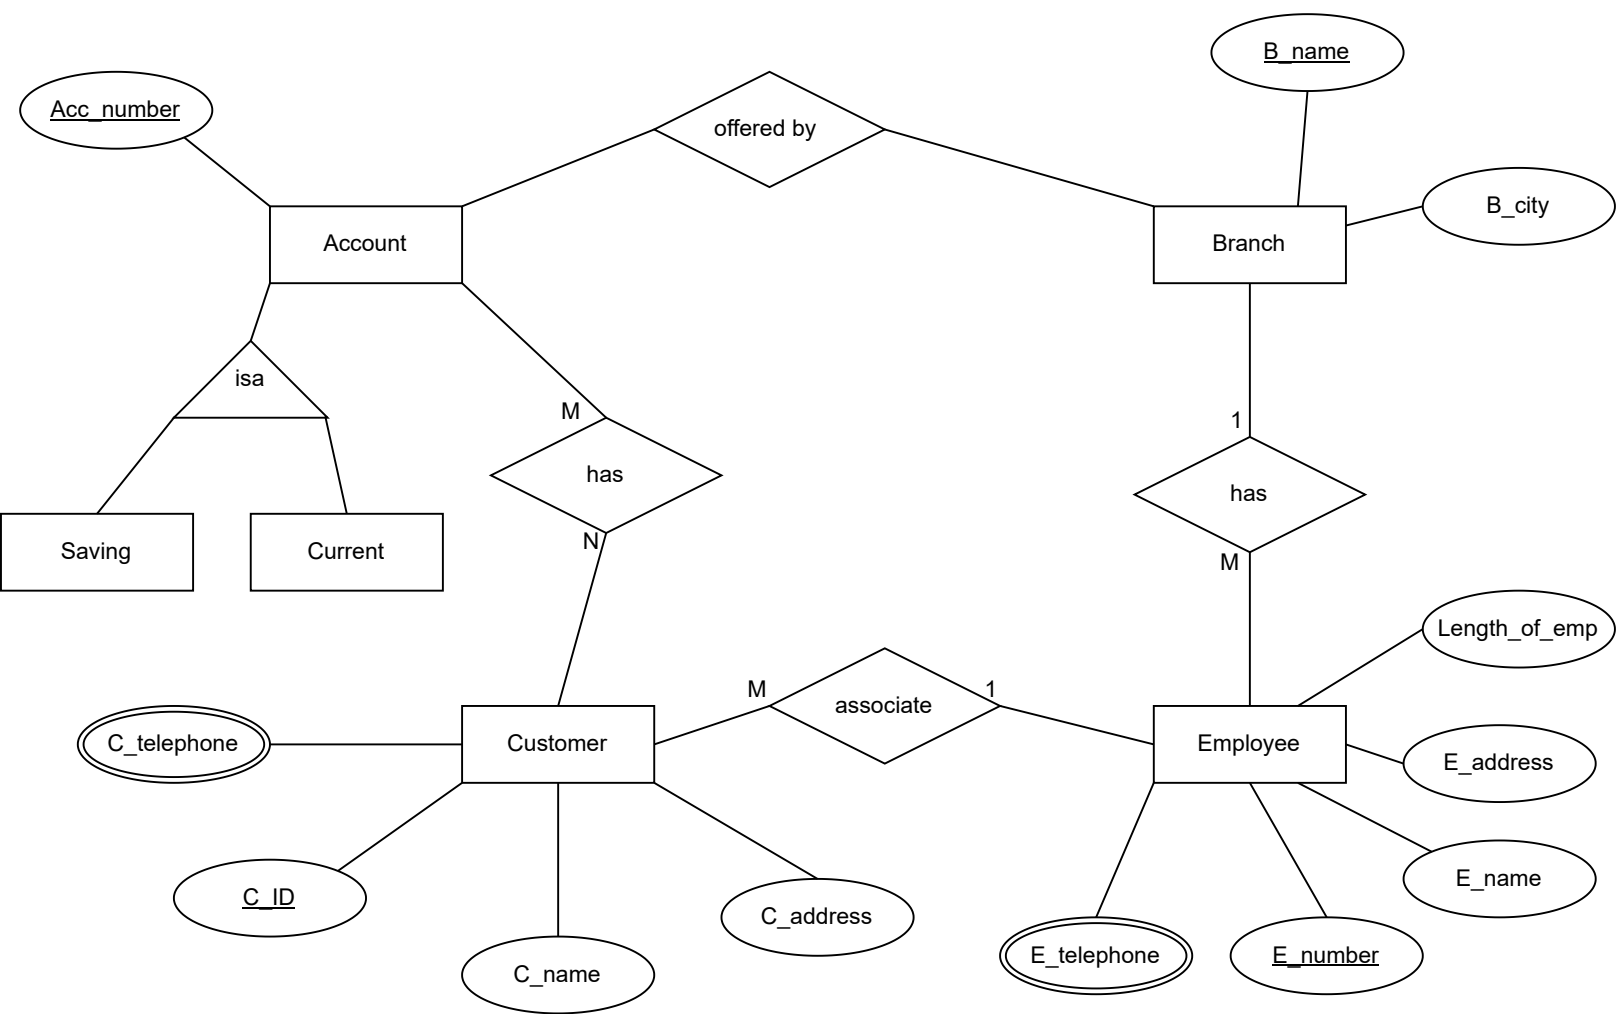 B_name
Acc_number
offered by
B_city
Account
Branch
isa
M
1
has
has
N
M
Saving
Current
Length_of_emp
M
1
associate
C_telephone
Customer
Employee
E_address
E_name
C_ID
C_address
E_telephone
E_number
C_name